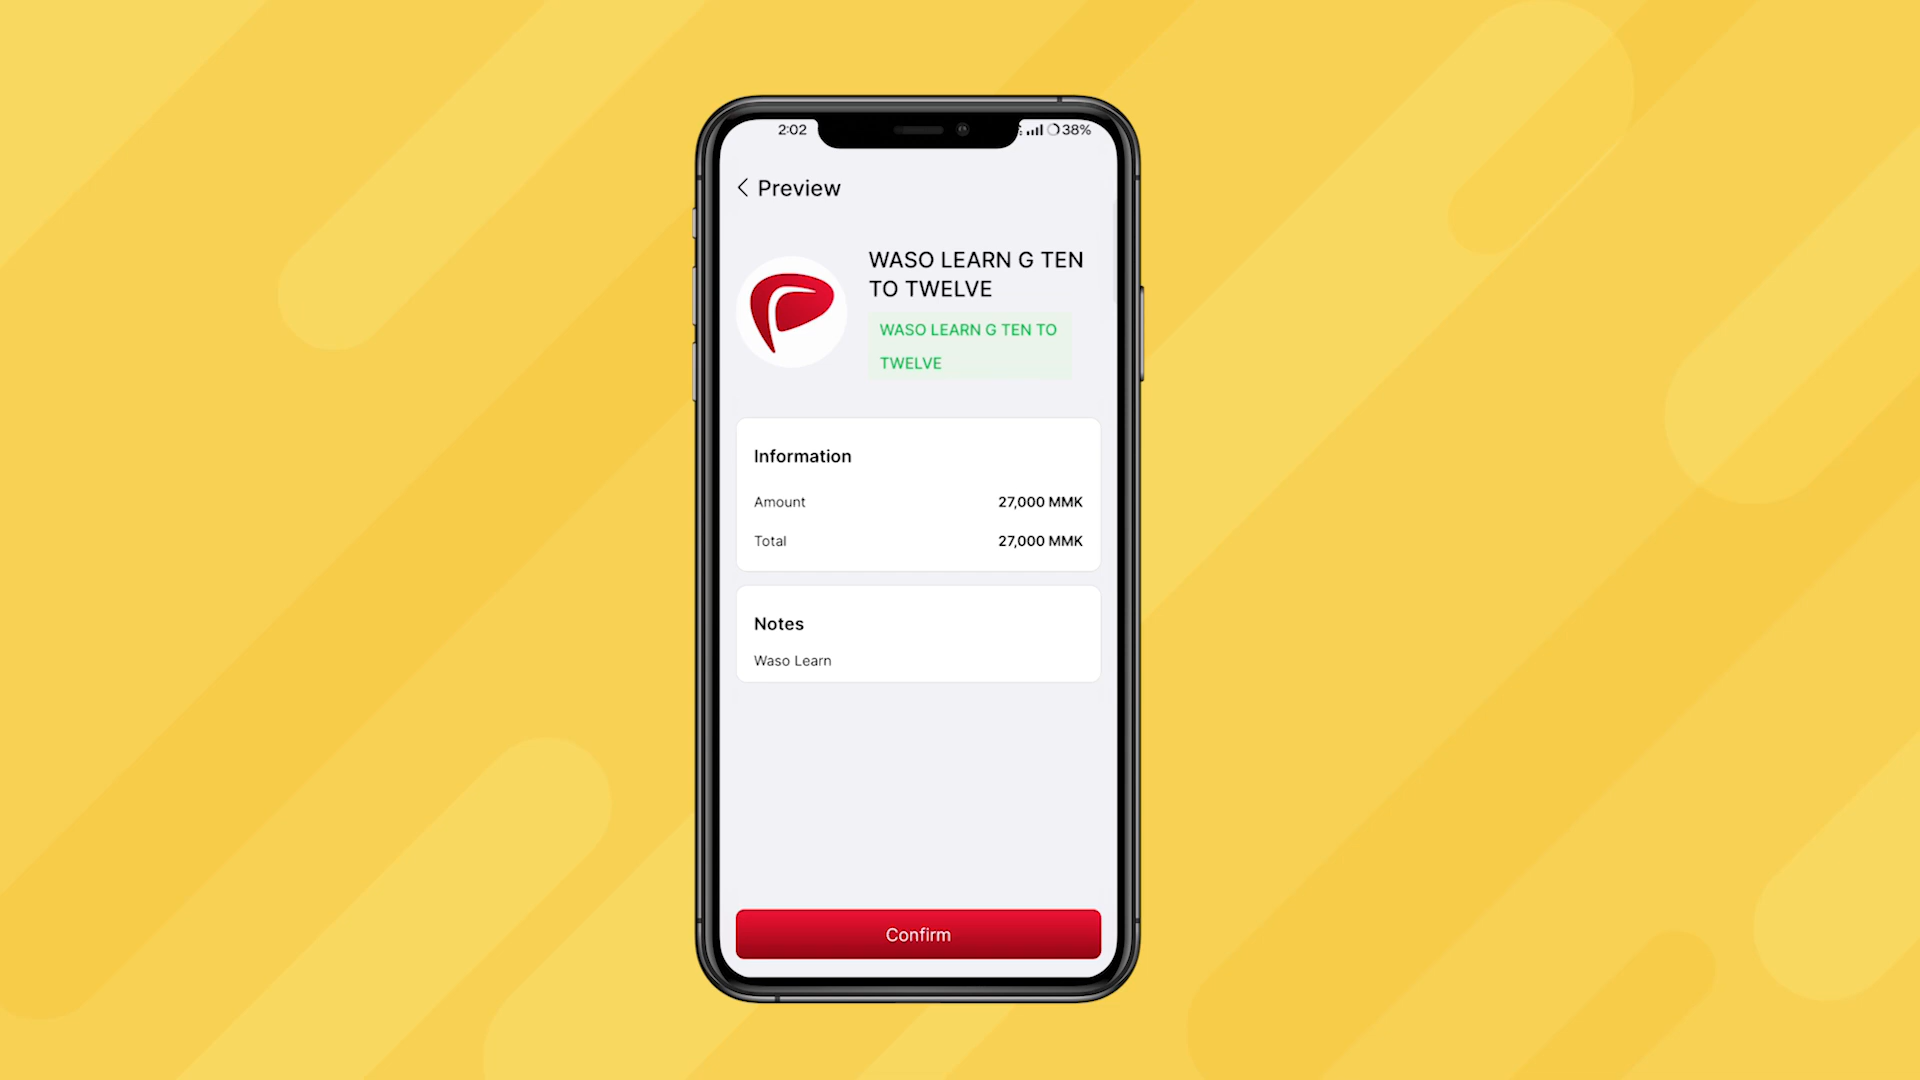 2:02
38%
Preview
WASO LEARN G TEN
TO TWELVE
WASO LEARN G TEN TO
TWELVE
Information
Amount 27,000 MMK
Total 27,000 MMK
Notes
Waso Learn
Confirm